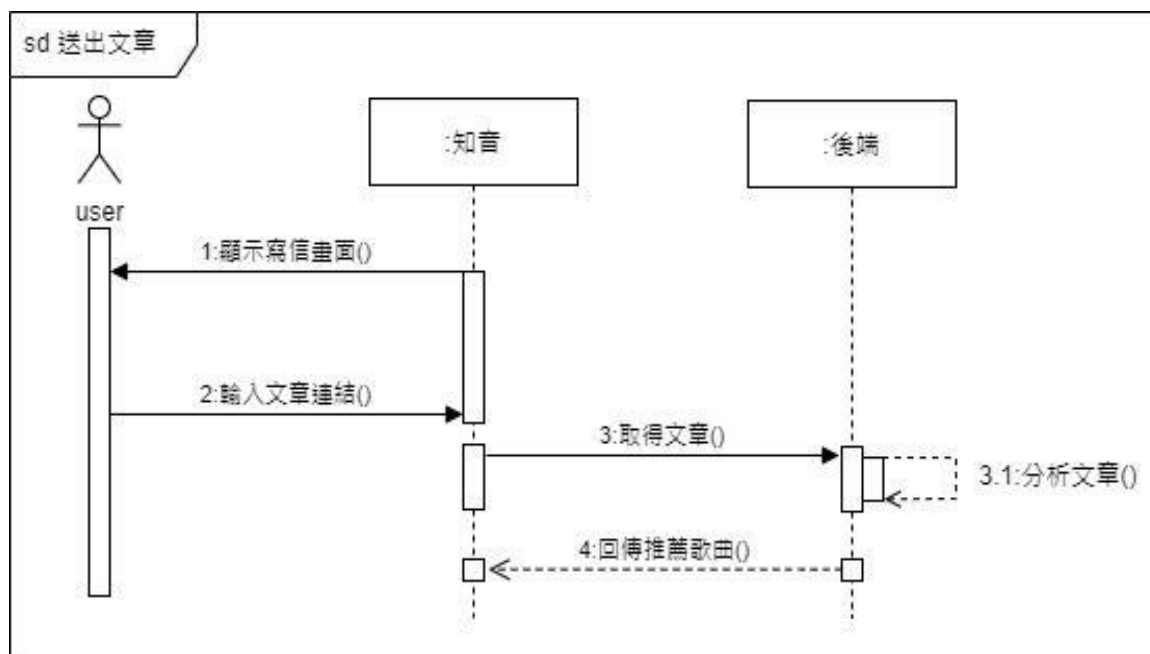 sd 送出文章
:知音
:後端
user
1:顯示寫信畫面()
2:輸入文章連結()
3:取得文章()
3.1:分析文章()
4:回傳推薦歌曲()